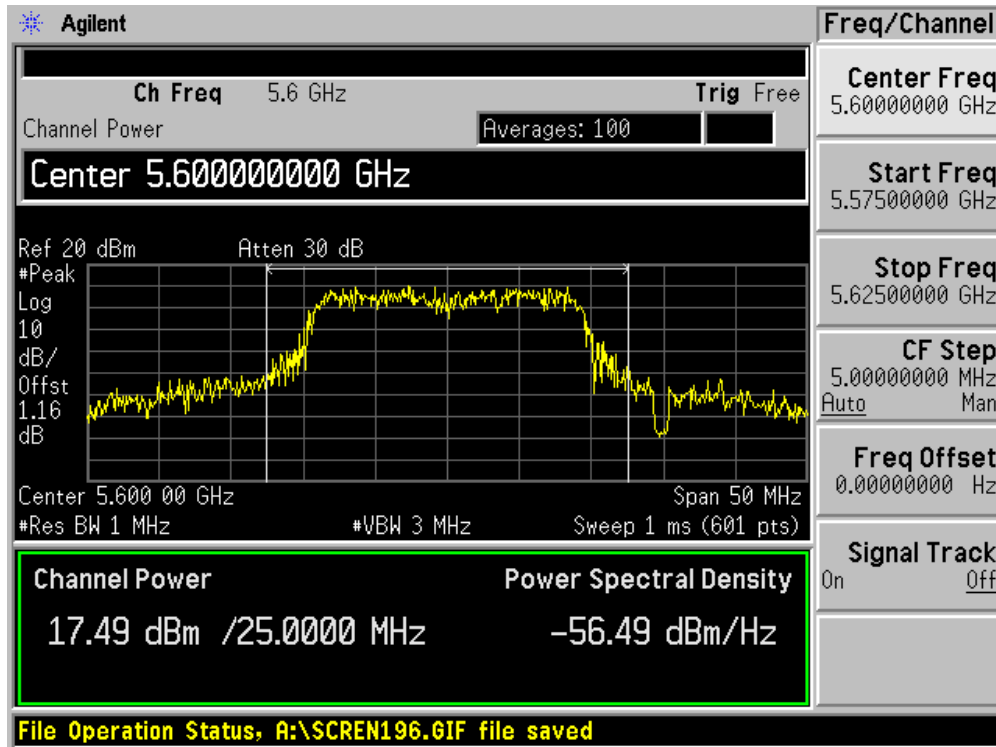 Agilent
Freq/Channel
Ch Freq 5.6 GHz Trig Free
Channel Power Averages: 100
Center 5.600000000 GHz
Ref 20 dBm Atten 30 dB
#Peak
Log
10
dB/
Offst
1.16
dB
Center 5.600 00 GHz Span 50 MHz
#Res BW 1 MHz #VBW 3 MHz Sweep 1 ms (601 pts)
Channel Power Power Spectral Density
17.49 dBm /25.0000 MHz -56.49 dBm/Hz
File Operation Status, A:\SCREN196.GIF file saved
Center Freq
5.60000000 GHz
Start Freq
5.57500000 GHz
Stop Freq
5.62500000 GHz
CF Step
5.00000000 MHz
Auto Man
Freq Offset
0.00000000 Hz
Signal Track
On Off